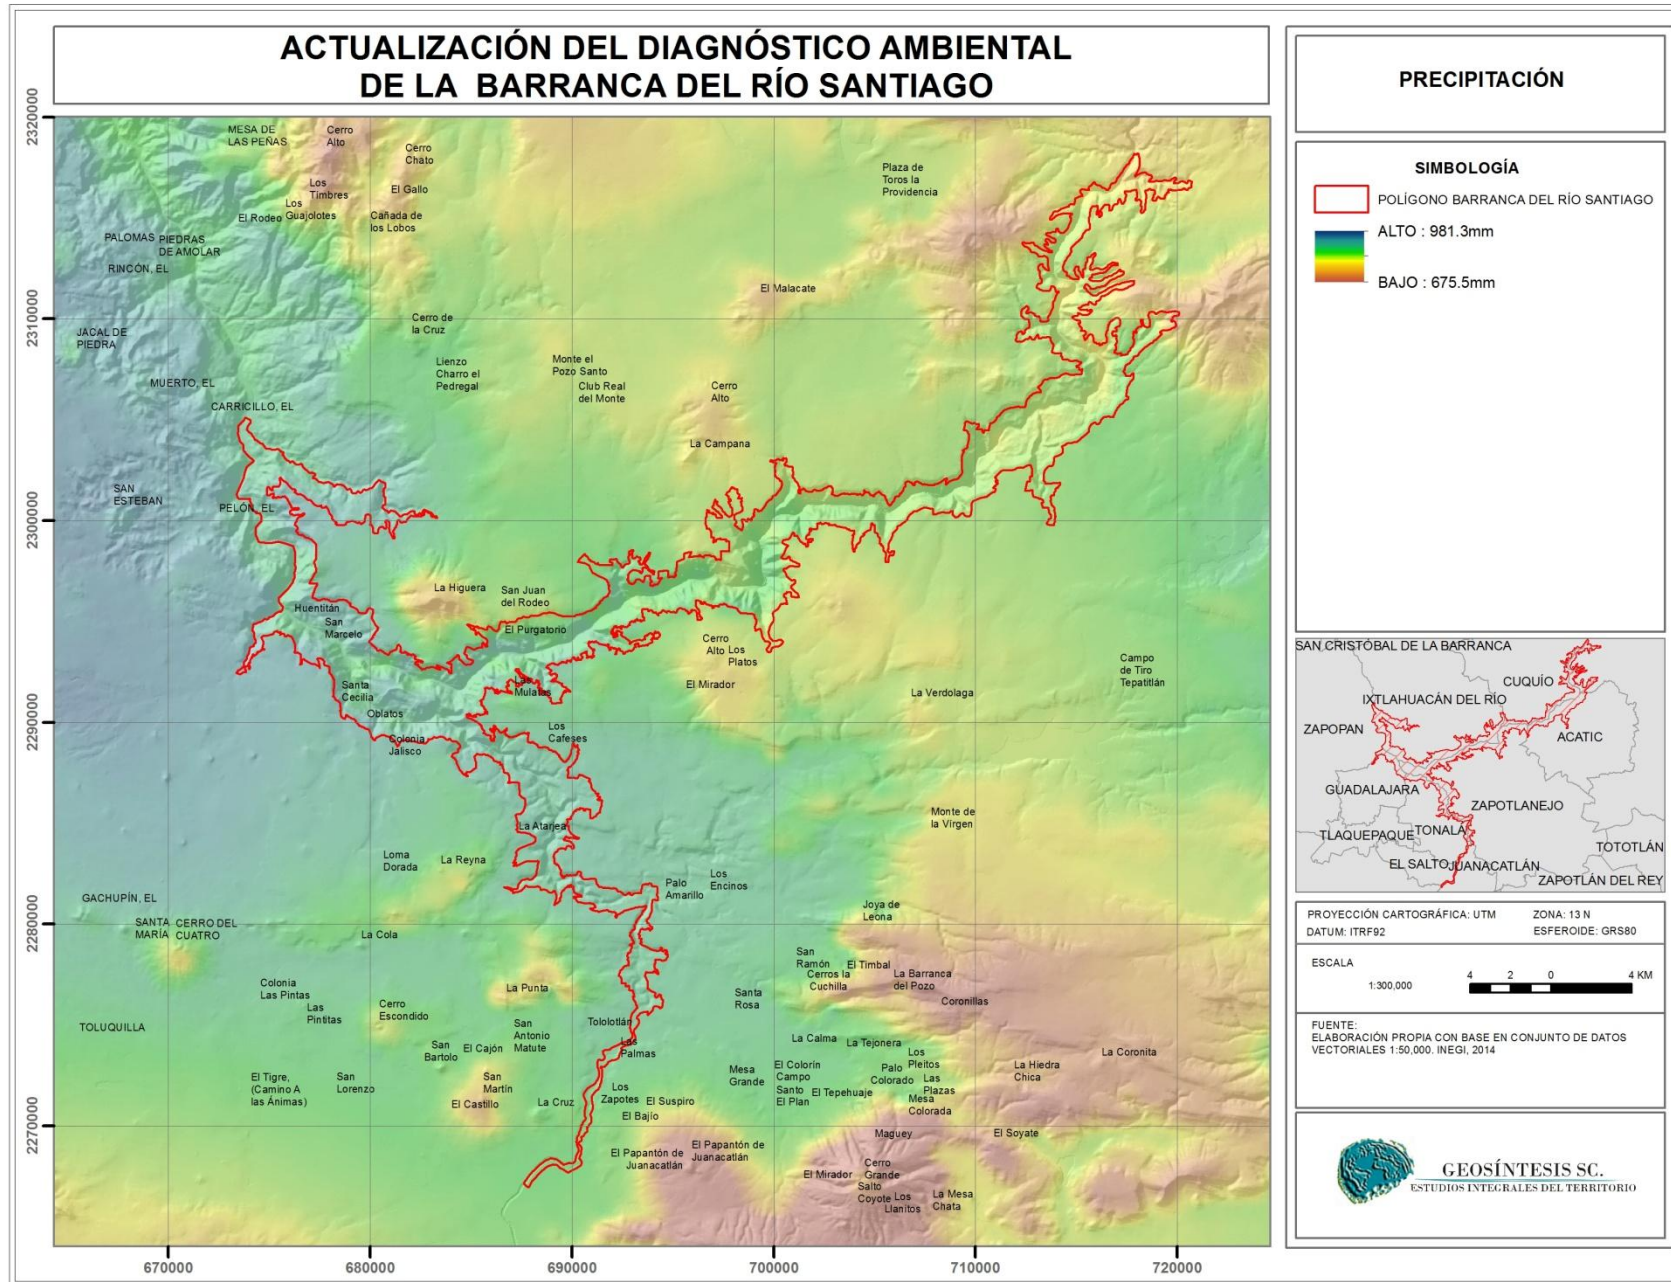 ACTUALIZACIÓN DEL DIAGNÓSTICO AMBIENTAL
DE LA BARRANCA DEL RÍO SANTIAGO
PRECIPITACIÓN
SIMBOLOGÍA
POLÍGONO BARRANCA DEL RÍO SANTIAGO
ALTO : 981.3mm
BAJO : 675.5mm
2320000
2310000
2300000
2290000
2280000
2270000
670000
680000
690000
700000
710000
720000
MESA DE
LAS PEÑAS
Cerro
Alto
Cerro
Chato
Los
Timbres
El Gallo
Los
Guajolotes
El Rodeo
Cañada de
los Lobos
PALOMAS
PIEDRAS
DE AMOLAR
RINCÓN, EL
Plaza de
Toros la
Providencia
El Malacate
JACAL DE
PIEDRA
Cerro de
la Cruz
Lienzo
Charro el
Pedregal
Monte el
Pozo Santo
Club Real
del Monte
Cerro
Alto
MUERTO, EL
CARRICILLO, EL
La Campana
SAN
ESTEBAN
PELÓN, EL
La Higuera
San Juan
del Rodeo
Huentitán
San
Marcelo
El Purgatorio
Cerro
Alto
Los
Platos
El Mirador
Campo
de Tiro
Tepatitlán
La Verdolaga
Santa
Cecilia
Las
Mulatas
Oblatos
Colonia
Jalisco
Los
Cafeses
La Atarjea
Monte de
la Vírgen
Loma
Dorada
La Reyna
Los
Encinos
Palo
Amarillo
GACHUPÍN, EL
SANTA
MARÍA
CERRO DEL
CUATRO
La Cola
Joya de
Leona
San
Ramón
El Timbal
Cerros la
Cuchilla
La Barranca
del Pozo
Coronillas
Colonia
Las Pintas
Las
Pintitas
Cerro
Escondido
La Punta
Santa
Rosa
TOLUQUILLA
San
Antonio
Matute
Tololotlán
Las
Palmas
San
Bartolo
El Cajón
La Calma
La Tejonera
Los
Pleitos
La Coronita
La Hiedra
Chica
El Tigre,
(Camino A
las Ánimas)
San
Lorenzo
San
Martín
El Castillo
La Cruz
Los
Zapotes
El Suspiro
El Bajío
Mesa
Grande
El Colorín
Campo
Santo
El Plan
El Tepehuaje
Palo
Colorado
Las
Plazas
Mesa
Colorada
Maguey
El Soyate
El Papantón de
Juanacatlán
El Papantón de
Juanacatlán
El Mirador
Cerro
Grande
Salto
Coyote
Los
Llanitos
La Mesa
Chata
SAN CRISTÓBAL DE LA BARRANCA
CUQUÍO
IXTLAHUACÁN DEL RÍO
ZAPOPAN
ACATIC
GUADALAJARA
ZAPOTLANEJO
TLAQUEPAQUE
TONALÁ
TOTOTLÁN
EL SALTO
JUANACATLÁN
ZAPOTLÁN DEL REY
PROYECCIÓN CARTOGRÁFICA: UTM ZONA: 13 N
DATUM: ITRF92 ESFEROIDE: GRS80
ESCALA
1:300,000
4 2 0 4 KM
FUENTE:
ELABORACIÓN PROPIA CON BASE EN CONJUNTO DE DATOS
VECTORIALES 1:50,000. INEGI, 2014
GEOSÍNTESIS SC.
ESTUDIOS INTEGRALES DEL TERRITORIO